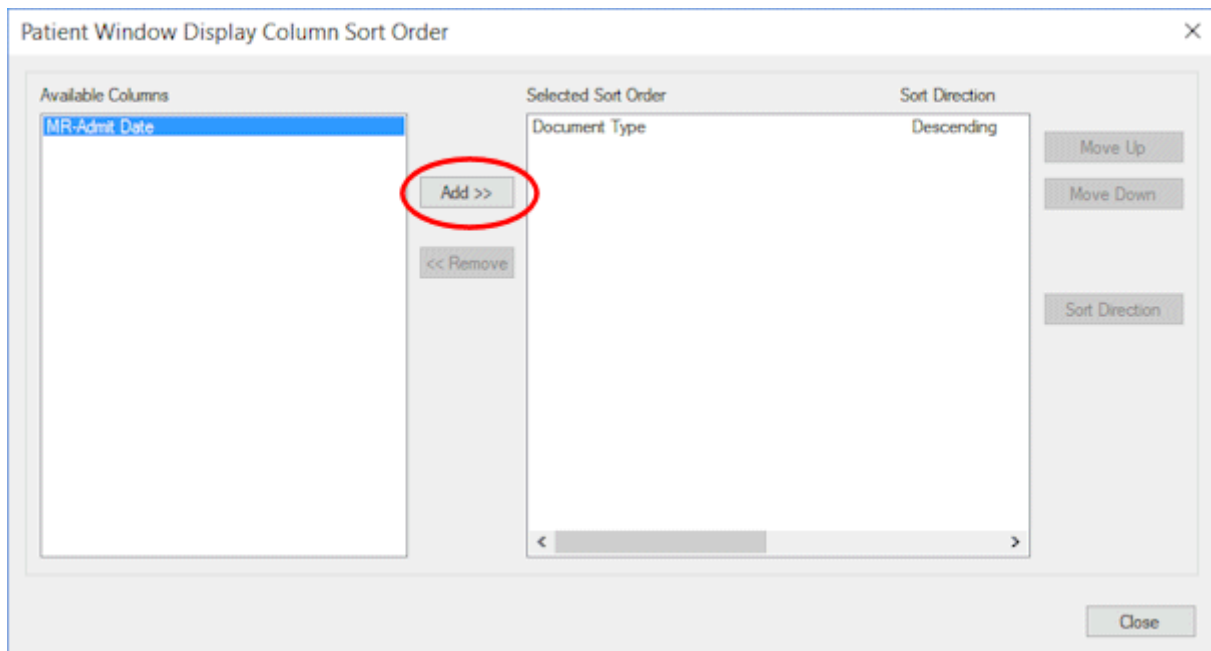 Patient Window Display Column Sort Order
Available Columns
Selected Sort Order
Sort Direction
MR-Admit Date
Document Type
Descending
Move Up
Add >>
Move Down
<< Remove
Sort Direction
Close